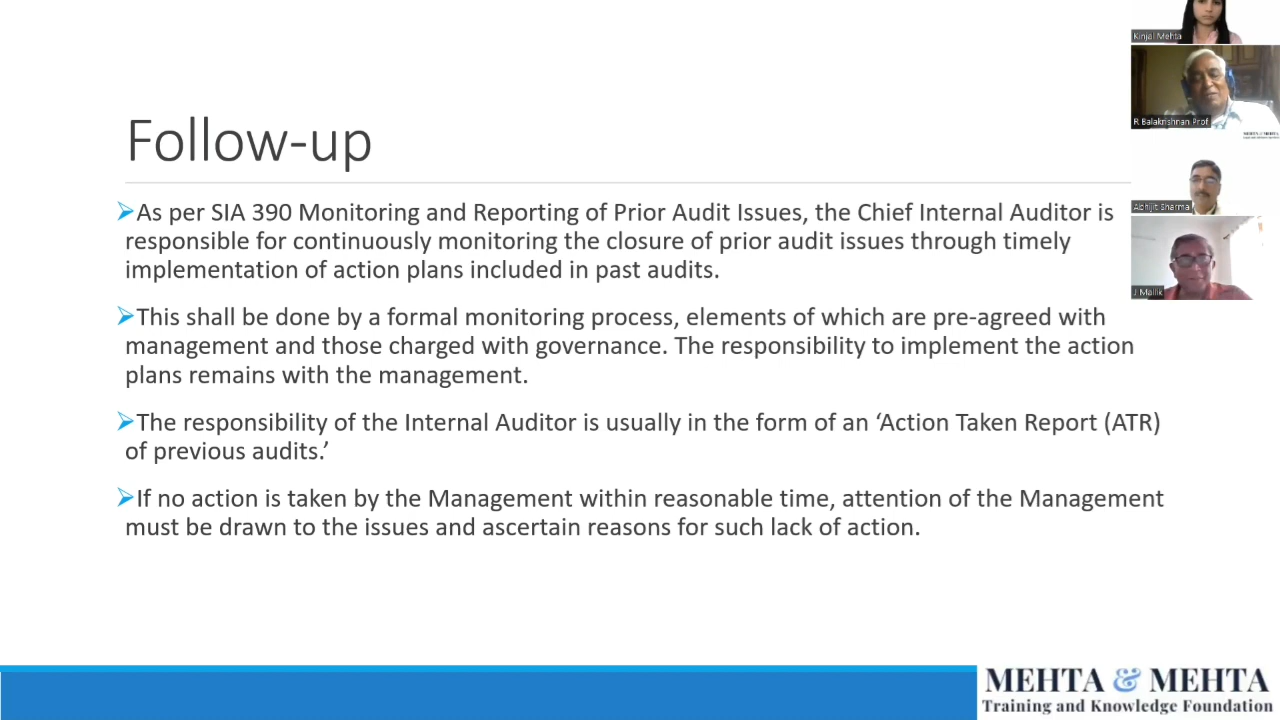 Follow-up
➢As per SIA 390 Monitoring and Reporting of Prior Audit Issues, the Chief Internal Auditor is
responsible for continuously monitoring the closure of prior audit issues through timely
implementation of action plans included in past audits.
➢This shall be done by a formal monitoring process, elements of which are pre-agreed with
management and those charged with governance. The responsibility to implement the action
plans remains with the management.
➢The responsibility of the Internal Auditor is usually in the form of an ‘Action Taken Report (ATR)
of previous audits.’
➢If no action is taken by the Management within reasonable time, attention of the Management
must be drawn to the issues and ascertain reasons for such lack of action.
Kinjal Mehta
R Balakrishnan Prof
MEHTA & MEHTA
Abhijit Sharma
J Mallik
MEHTA & MEHTA
Training and Knowledge Foundation